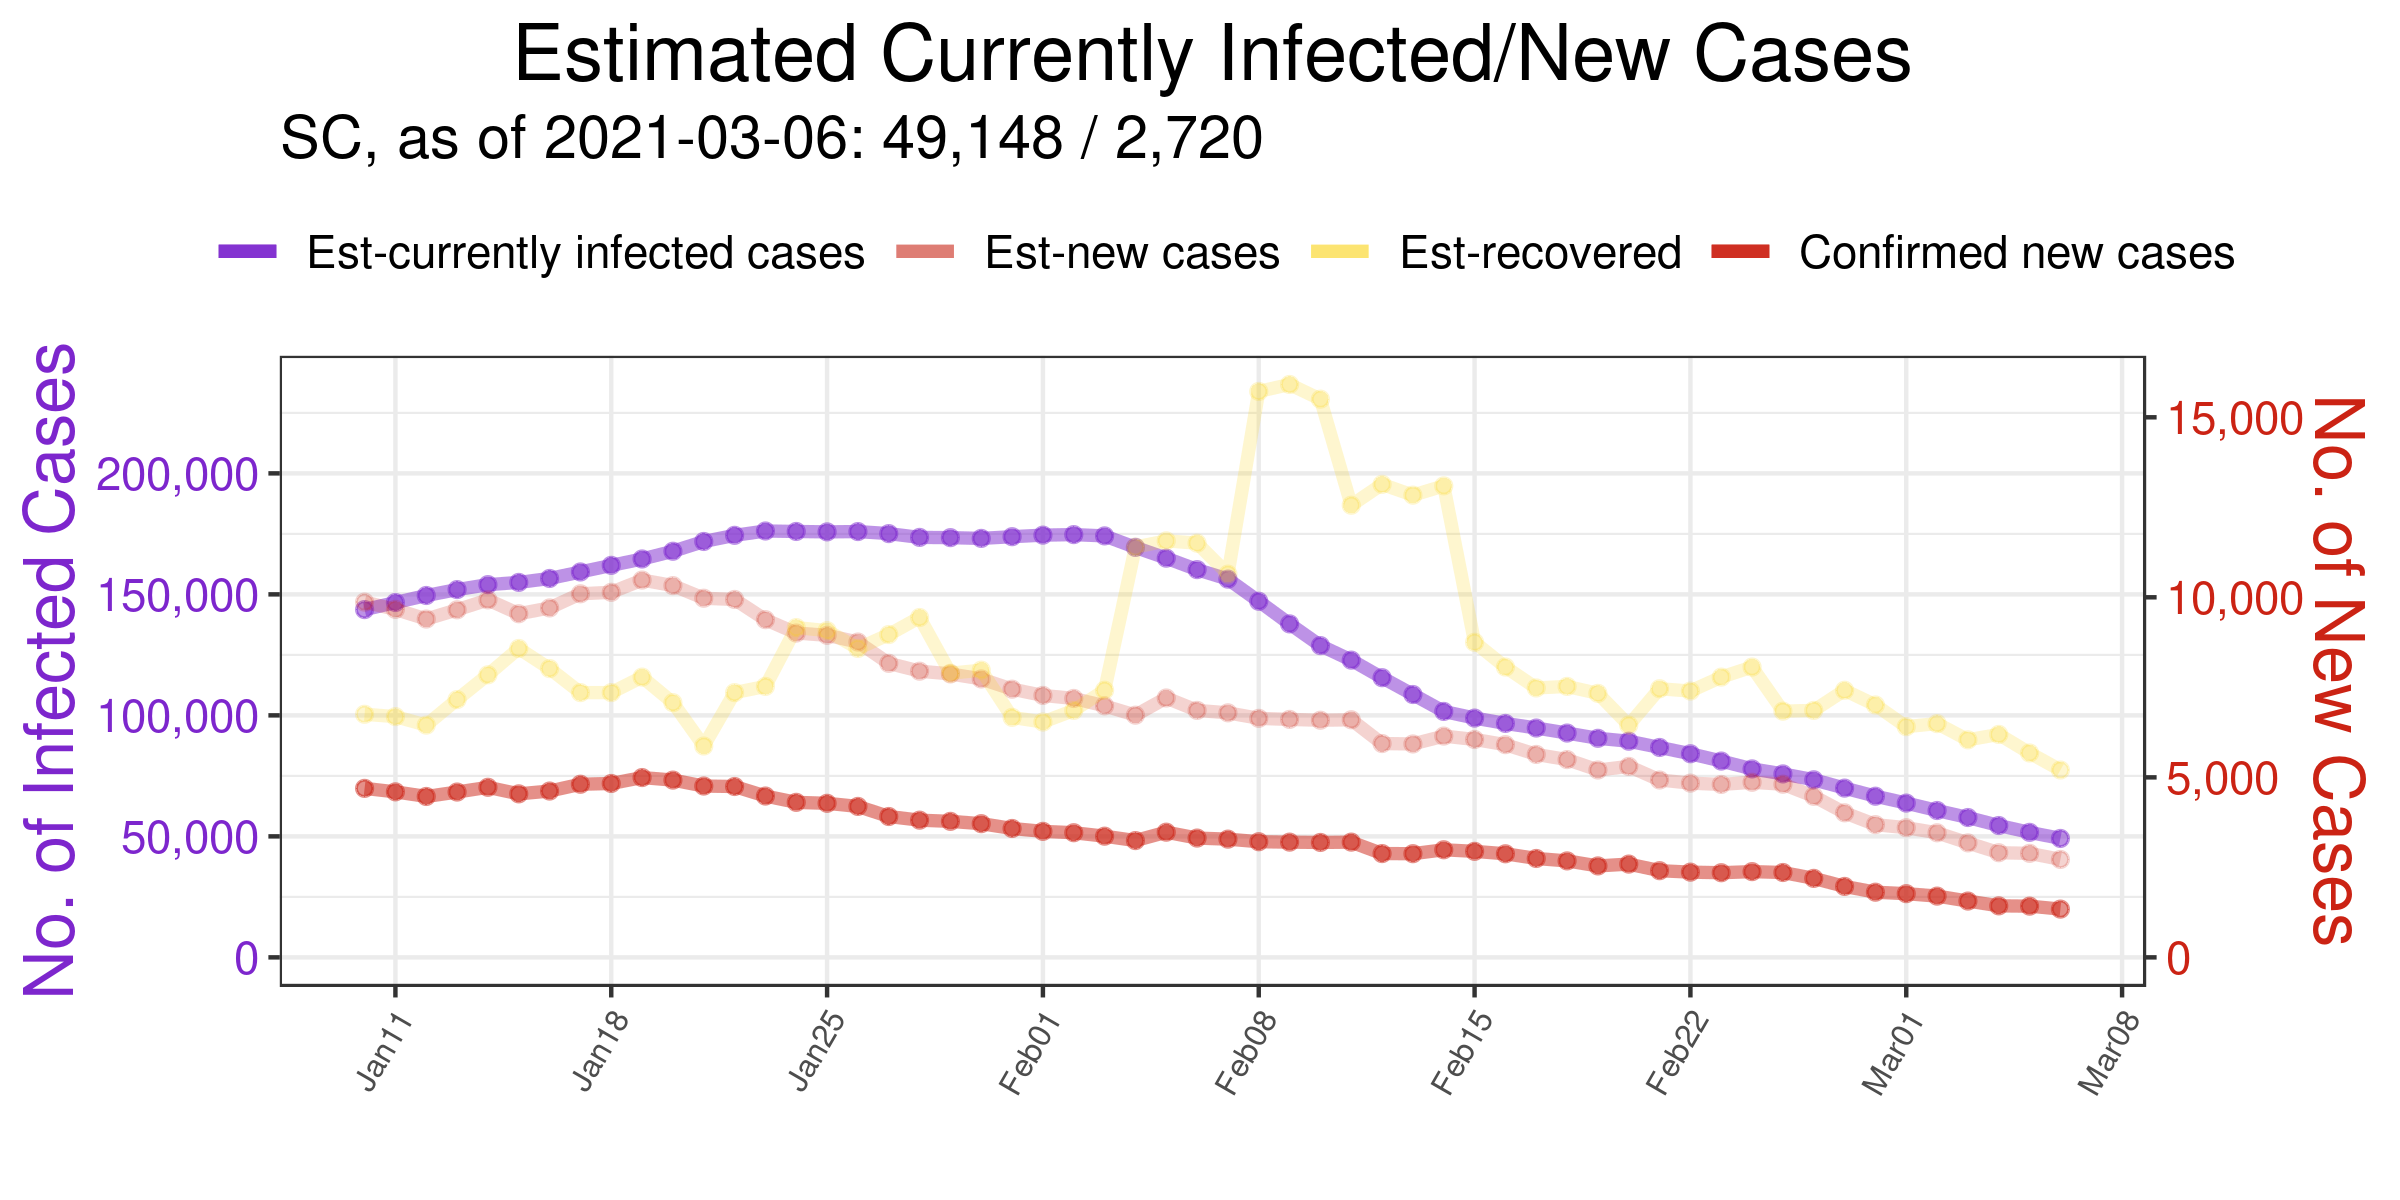 Estimated Currently Infected/New Cases
SC, as of 2021-03-06: 49,148 / 2,720
Est-currently infected cases Est-new cases Est-recovered Confirmed new cases
No. of Infected Cases
200,000
150,000
100,000
50,000
0
15,000
10,000
5,000
0
No. of New Cases
Jan11 Jan18 Jan25 Feb01 Feb08 Feb15 Feb22 Mar01 Mar08